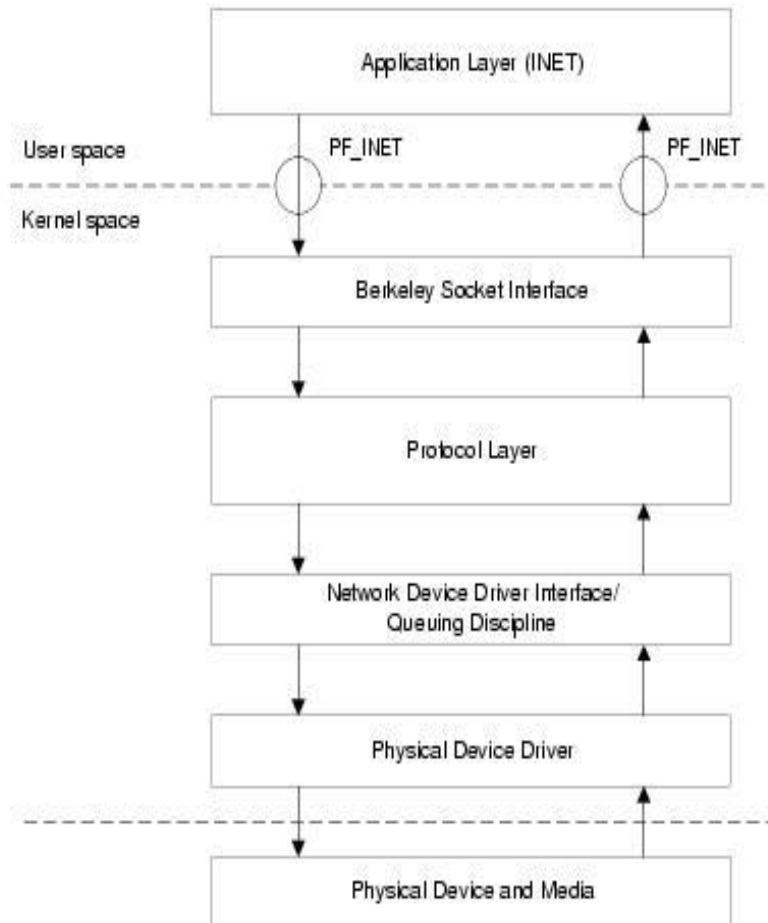 Application Layer (INET)
User space
PF_INET
PF_INET
Kernel space
Berkeley Socket Interface
Protocol Layer
Network Device Driver Interface/
Queuing Discipline
Physical Device Driver
Physical Device and Media